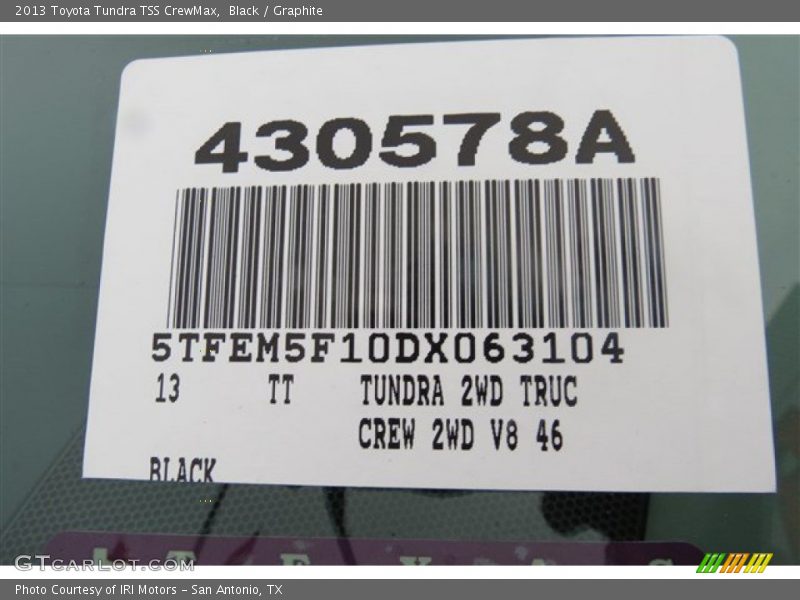 2013 Toyota Tundra TSS CrewMax, Black / Graphite
430578A
5TFEM5F10DX063104
13 TT TUNDRA 2WD TRUC
CREW 2WD V8 46
BLACK
GTCARLOT.COM
Photo Courtesy of IRI Motors - San Antonio, TX